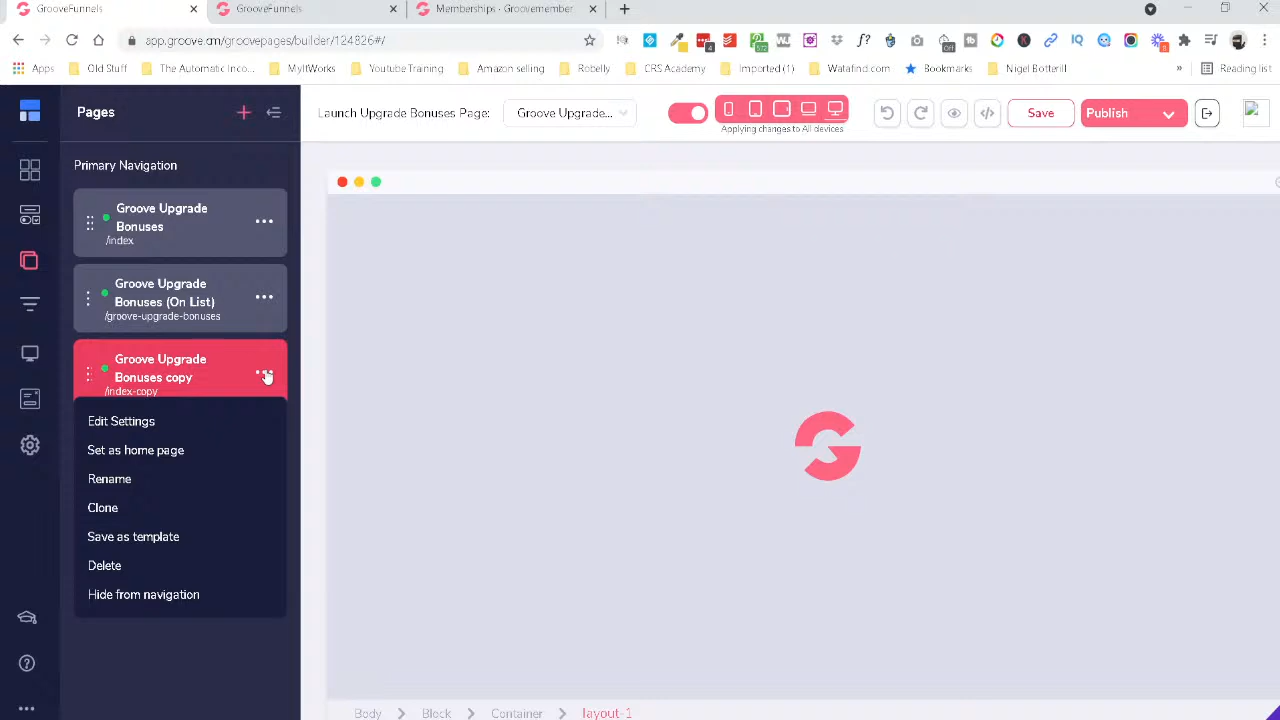 GrooveFunnels
GrooveFunnels
Memberships - Groovemember
app.groove.cm/groovepages/builder/124826#/
Apps
Old Stuff
The Automatic Inco...
MyItWorks
Youtube Training
Amazon selling
Robelly
CRS Academy
Imported (1)
Watafind.com
Bookmarks
Nigel Botterill
»
Reading list
Pages
Launch Upgrade Bonuses Page:
Groove Upgrade...
Applying changes to All devices
Save
Publish
Primary Navigation
Groove Upgrade
Bonuses
/index
Groove Upgrade
Bonuses (On List)
/groove-upgrade-bonuses
Groove Upgrade
Bonuses copy
/index-copy
Edit Settings
Set as home page
Rename
Clone
Save as template
Delete
Hide from navigation
Body
Block
Container
layout-1